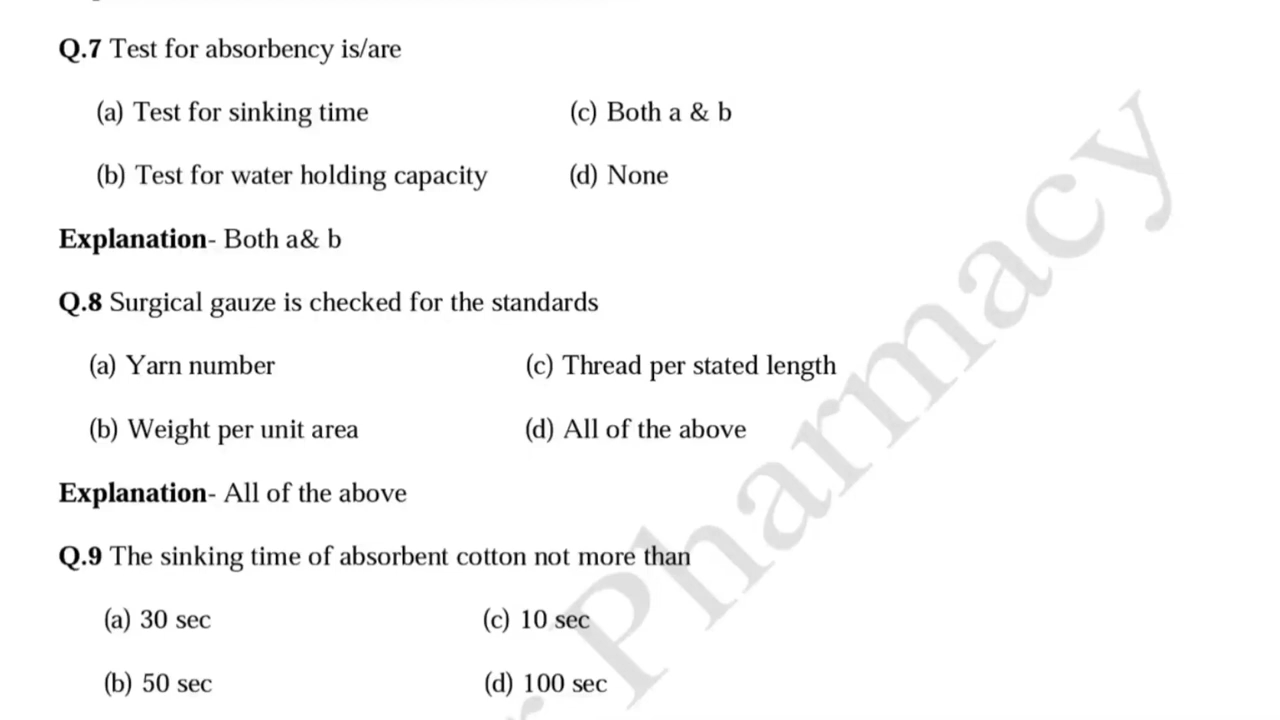 Q.7 Test for absorbency is/are
(a) Test for sinking time (c) Both a & b
(b) Test for water holding capacity (d) None
Explanation- Both a& b
Q.8 Surgical gauze is checked for the standards
(a) Yarn number (c) Thread per stated length
(b) Weight per unit area (d) All of the above
Explanation- All of the above
Q.9 The sinking time of absorbent cotton not more than
(a) 30 sec (c) 10 sec
(b) 50 sec (d) 100 sec
Pharmacy